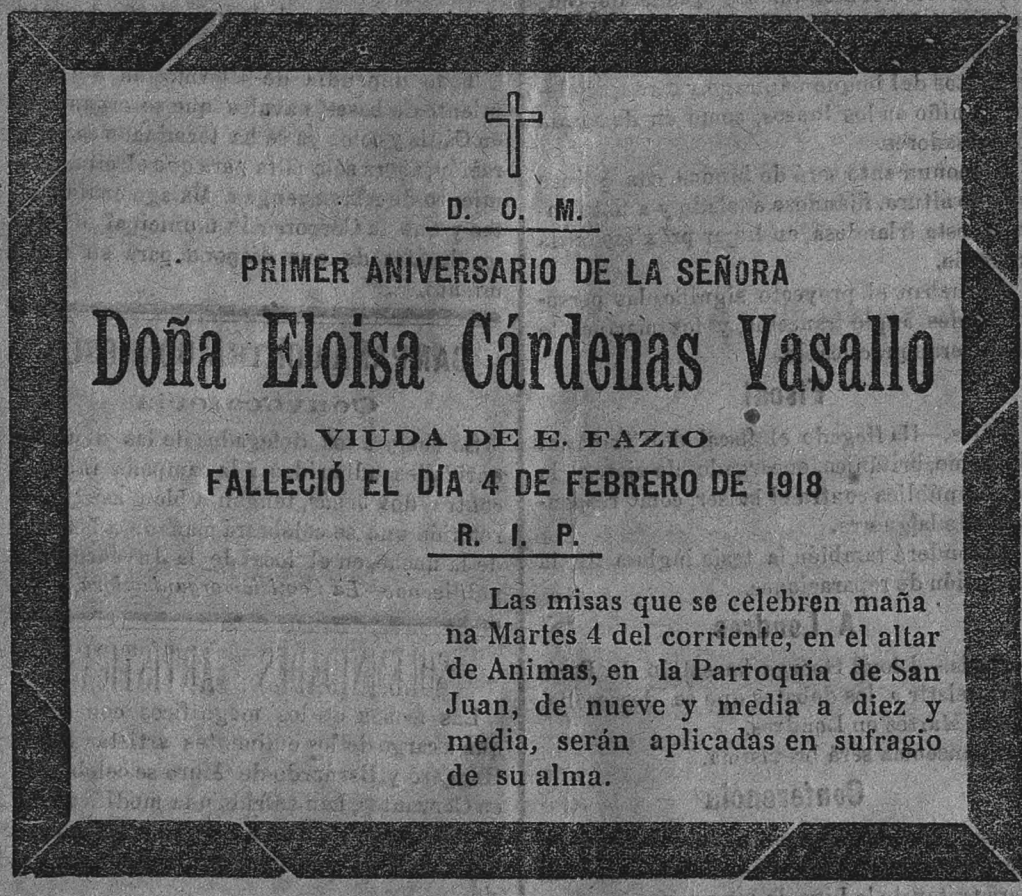 D. O. M.
PRIMER ANIVERSARIO DE LA SEÑORA
Doña Eloisa Cárdenas Vasallo
VIUDA DE E. FAZIO
FALLECIÓ EL DÍA 4 DE FEBRERO DE 1918
R. I. P.
Las misas que se celebren maña-
na Martes 4 del corriente, en el altar
de Animas, en la Parroquia de San
Juan, de nueve y media a diez y
media, serán aplicadas en sufragio
de su alma.